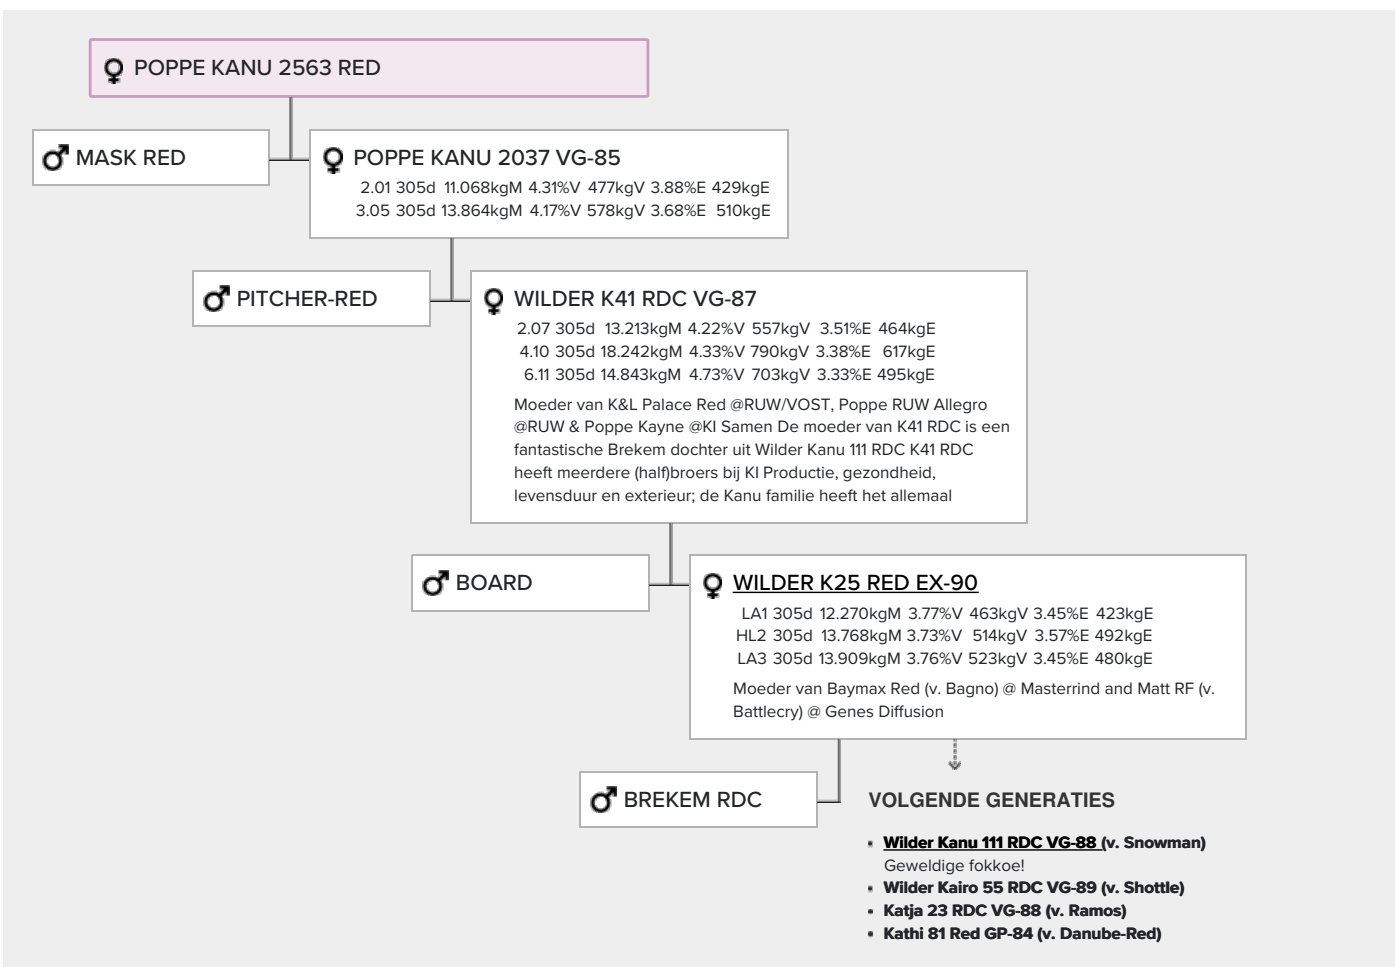 POPPE KANU 2563 RED
MASK RED
POPPE KANU 2037 VG-85
2.01 305d 11.068kgM 4.31%V 477kgV 3.88%E 429kgE
3.05 305d 13.864kgM 4.17%V 578kgV 3.68%E 510kgE
PITCHER-RED
WILDER K41 RDC VG-87
2.07 305d 13.213kgM 4.22%V 557kgV 3.51%E 464kgE
4.10 305d 18.242kgM 4.33%V 790kgV 3.38%E 617kgE
6.11 305d 14.843kgM 4.73%V 703kgV 3.33%E 495kgE
Moeder van K&L Palace Red @RUW/VOST, Poppe RUW Allegro
@RUW & Poppe Kayne @KI Samen De moeder van K41 RDC is een
fantastische Brekem dochter uit Wilder Kanu 111 RDC K41 RDC
heeft meerdere (half)broers bij KI Productie, gezondheid,
levensduur en exterieur; de Kanu familie heeft het allemaal
BOARD
WILDER K25 RED EX-90
LA1 305d 12.270kgM 3.77%V 463kgV 3.45%E 423kgE
HL2 305d 13.768kgM 3.73%V 514kgV 3.57%E 492kgE
LA3 305d 13.909kgM 3.76%V 523kgV 3.45%E 480kgE
Moeder van Baymax Red (v. Bagno) @ Masterrind and Matt RF (v.
Battlecry) @ Genes Diffusion
BREKEM RDC
VOLGENDE GENERATIES
Wilder Kanu 111 RDC VG-88 (v. Snowman)
Geweldige fokkoe!
Wilder Kairo 55 RDC VG-89 (v. Shottle)
Katja 23 RDC VG-88 (v. Ramos)
Kathi 81 Red GP-84 (v. Danube-Red)